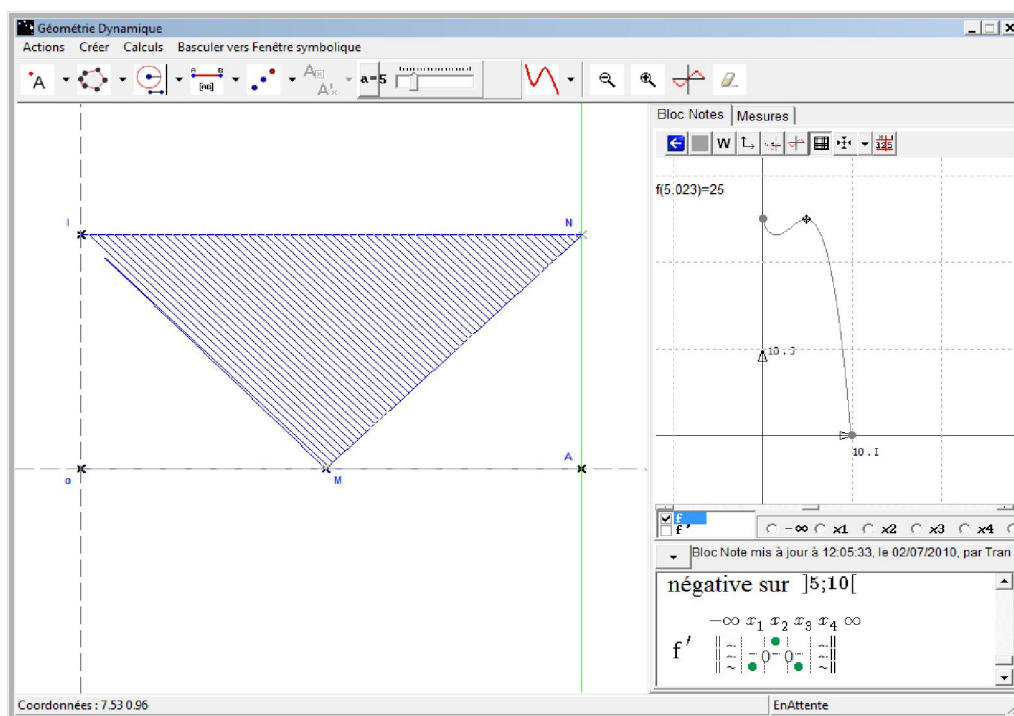 Géométrie Dynamique
Actions Créer Calculs Basculer vers Fenêtre symbolique
A [AB] a=5
Bloc Notes Mesures
W
f(5.023)=25
I N
10 . J
10 . I
o M A
f
f'
-∞ x1 x2 x3 x4
Bloc Note mis à jour à 12:05:33, le 02/07/2010, par Tran
négative sur ]5;10[
-∞ x1 x2 x3 x4 ∞
f' -0-0-
Coordonnées : 7.53 0.96 EnAttente